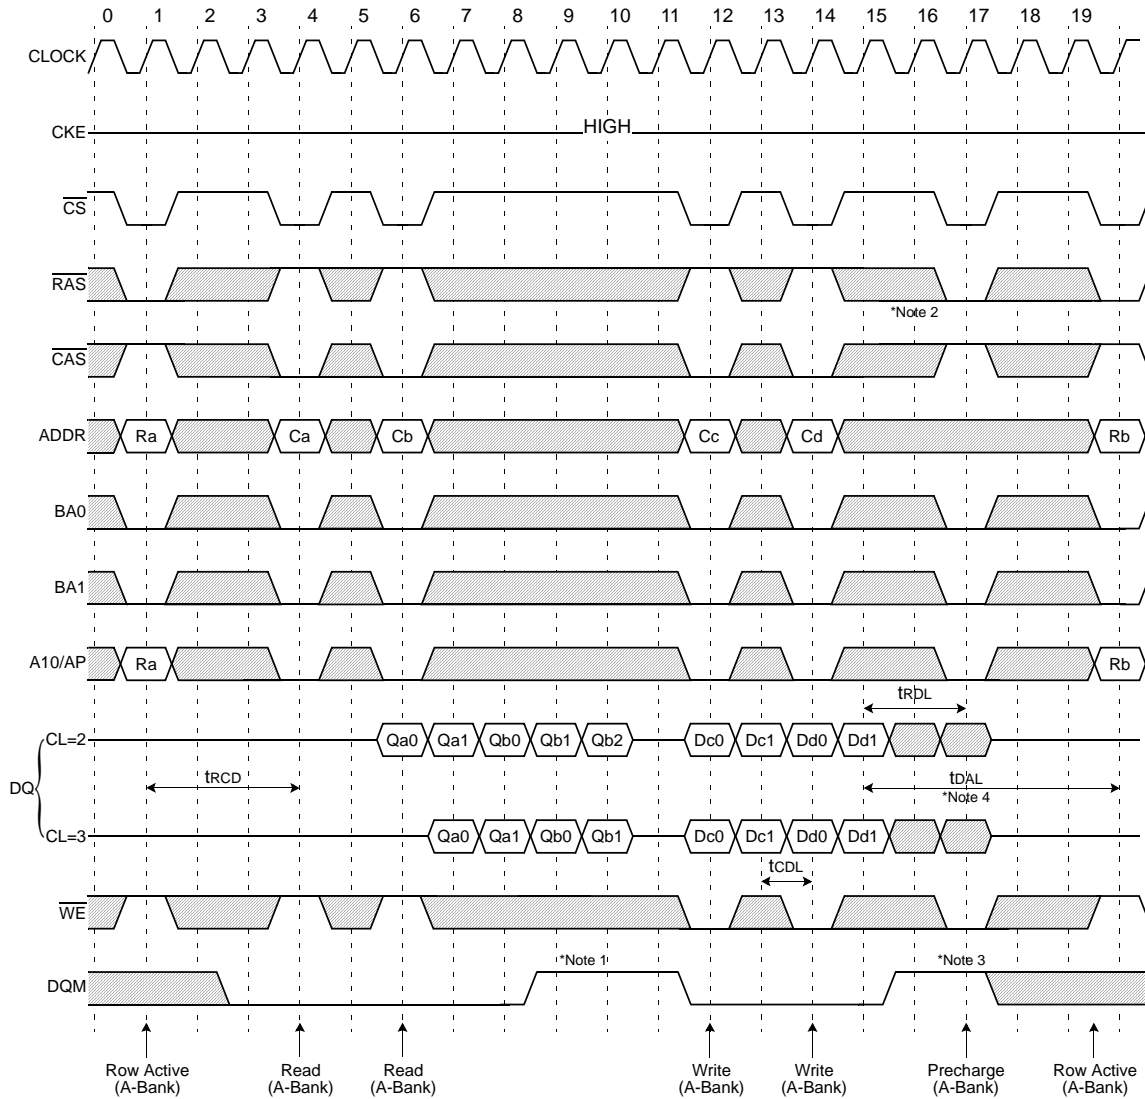 0 1 2 3 4 5 6 7 8 9 10 11 12 13 14 15 16 17 18 19
CLOCK
CKE HIGH
CS
RAS
*Note 2
CAS
ADDR Ra Ca Cb Cc Cd Rb
BA0
BA1
A10/AP Ra Rb
tRDL
CL=2 Qa0 Qa1 Qb0 Qb1 Qb2 Dc0 Dc1 Dd0 Dd1
DQ tRCD tDAL
*Note 4
CL=3 Qa0 Qa1 Qb0 Qb1 Dc0 Dc1 Dd0 Dd1
tCDL
WE
*Note 1 *Note 3
DQM
Row Active Read Read Write Write Precharge Row Active
(A-Bank) (A-Bank) (A-Bank) (A-Bank) (A-Bank) (A-Bank) (A-Bank)